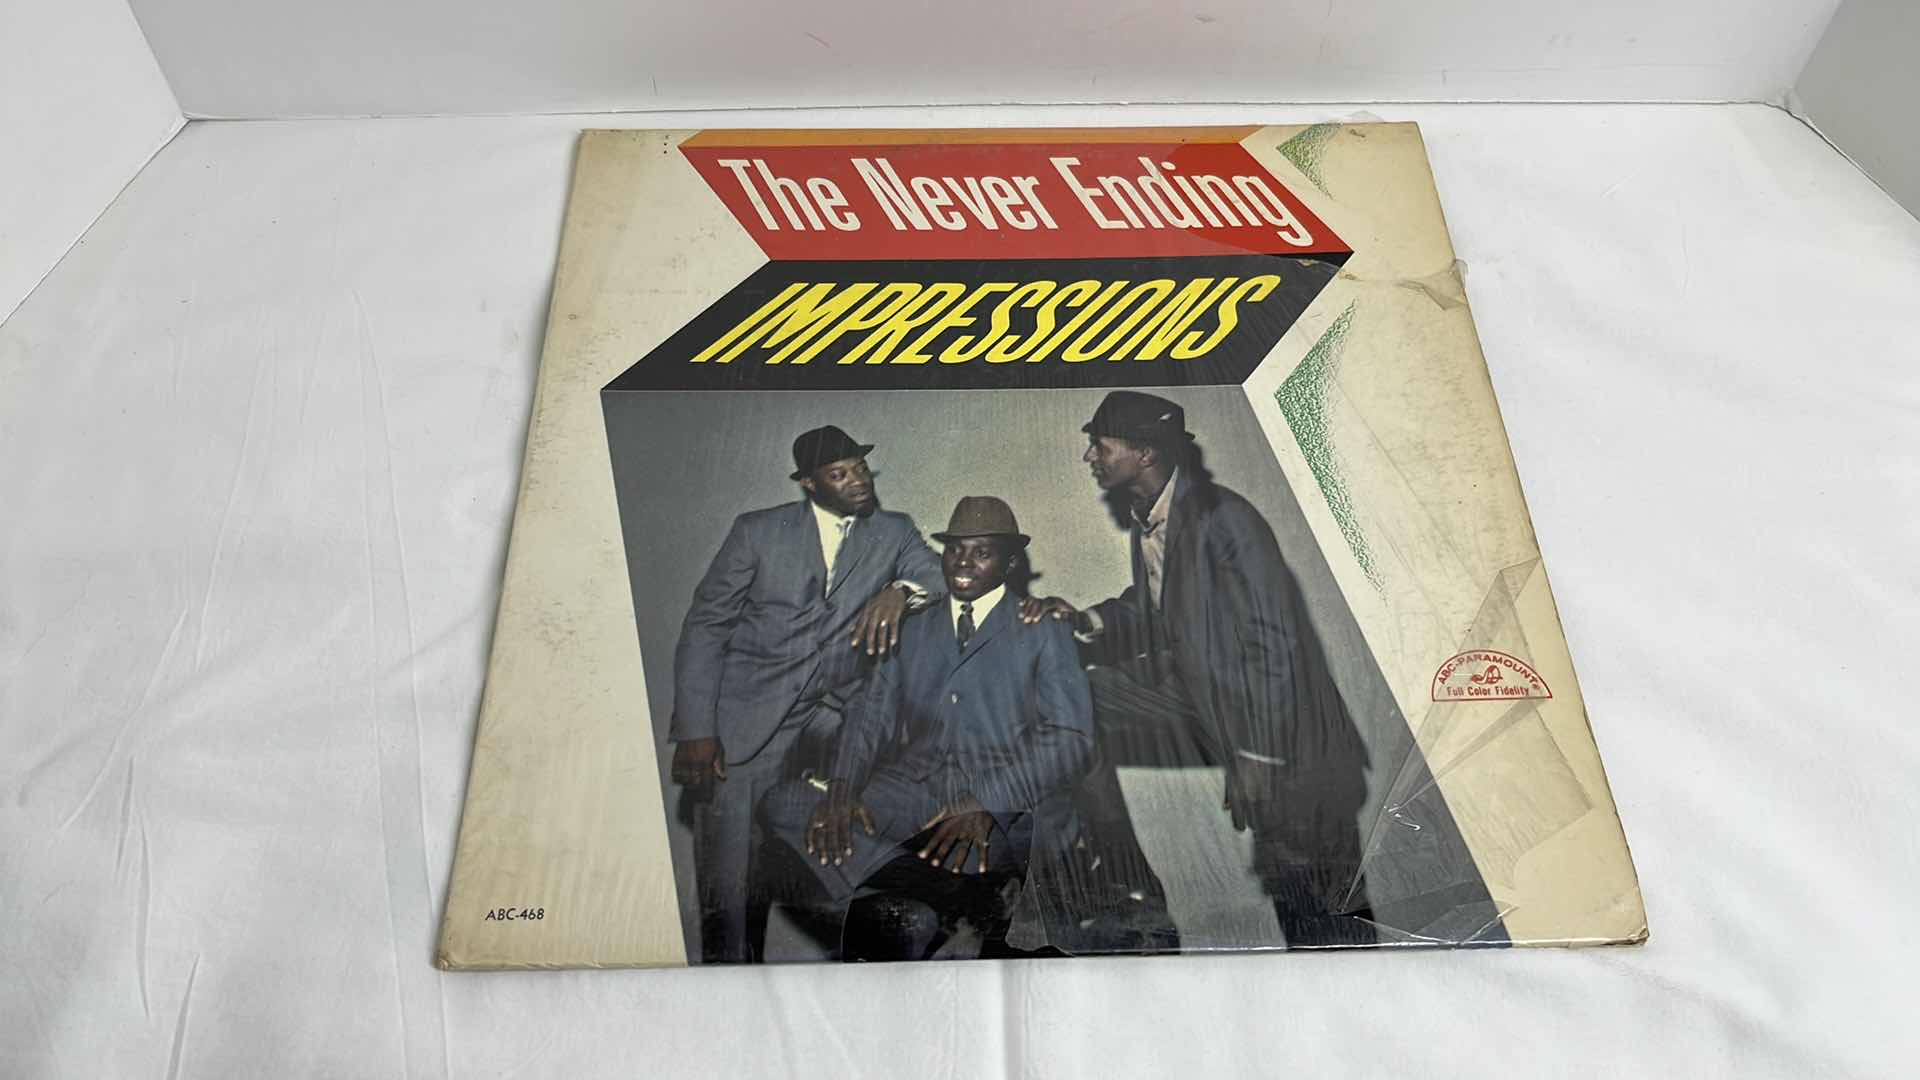 The Never Ending
IMPRESSIONS
ABC-PARAMOUNT
Full Color Fidelity
ABC-468